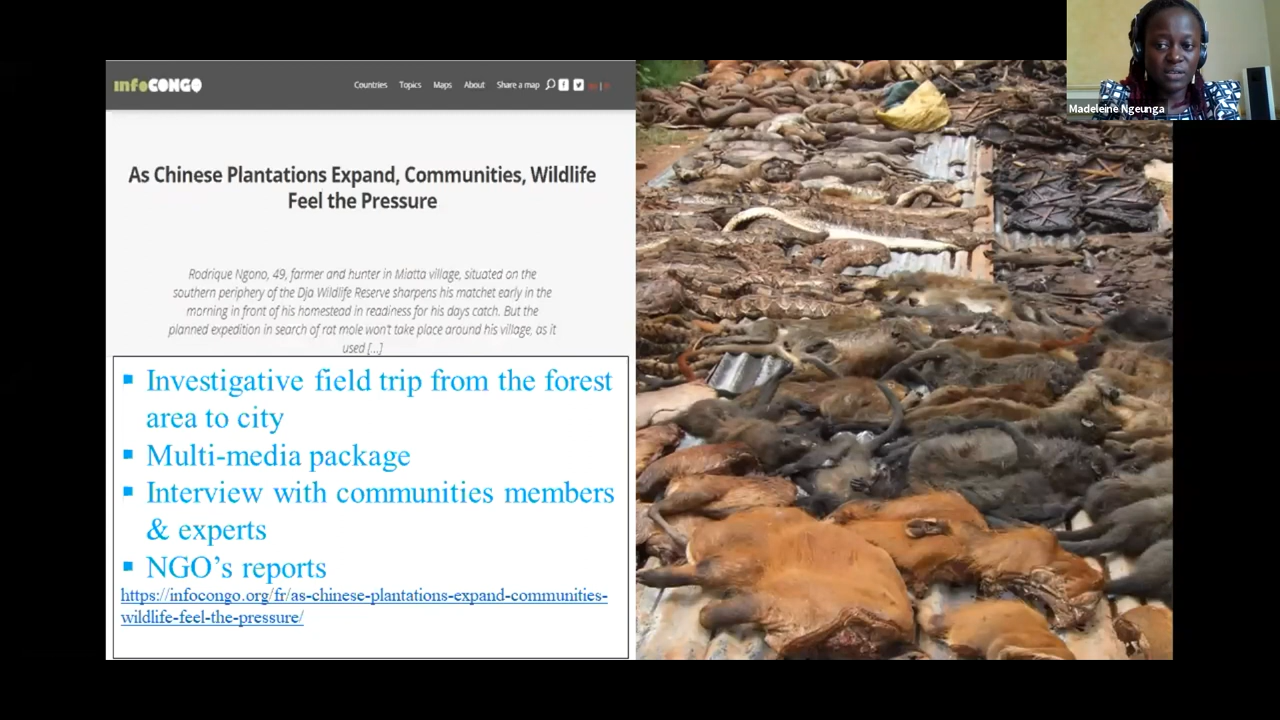 infoCONGO
Countries Topics Maps About Share a map
As Chinese Plantations Expand, Communities, Wildlife
Feel the Pressure
Rodrique Ngono, 49, farmer and hunter in Miatta village, situated on the
southern periphery of the Dja Wildlife Reserve sharpens his matchet early in the
morning in front of his homestead in readiness for his days catch. But the
planned expedition in search of rat mole won't take place around his village, as it
used [...]
▪ Investigative field trip from the forest
area to city
▪ Multi-media package
▪ Interview with communities members
& experts
▪ NGO's reports
https://infocongo.org/fr/as-chinese-plantations-expand-communities-
wildlife-feel-the-pressure/
Madeleine Ngeunga